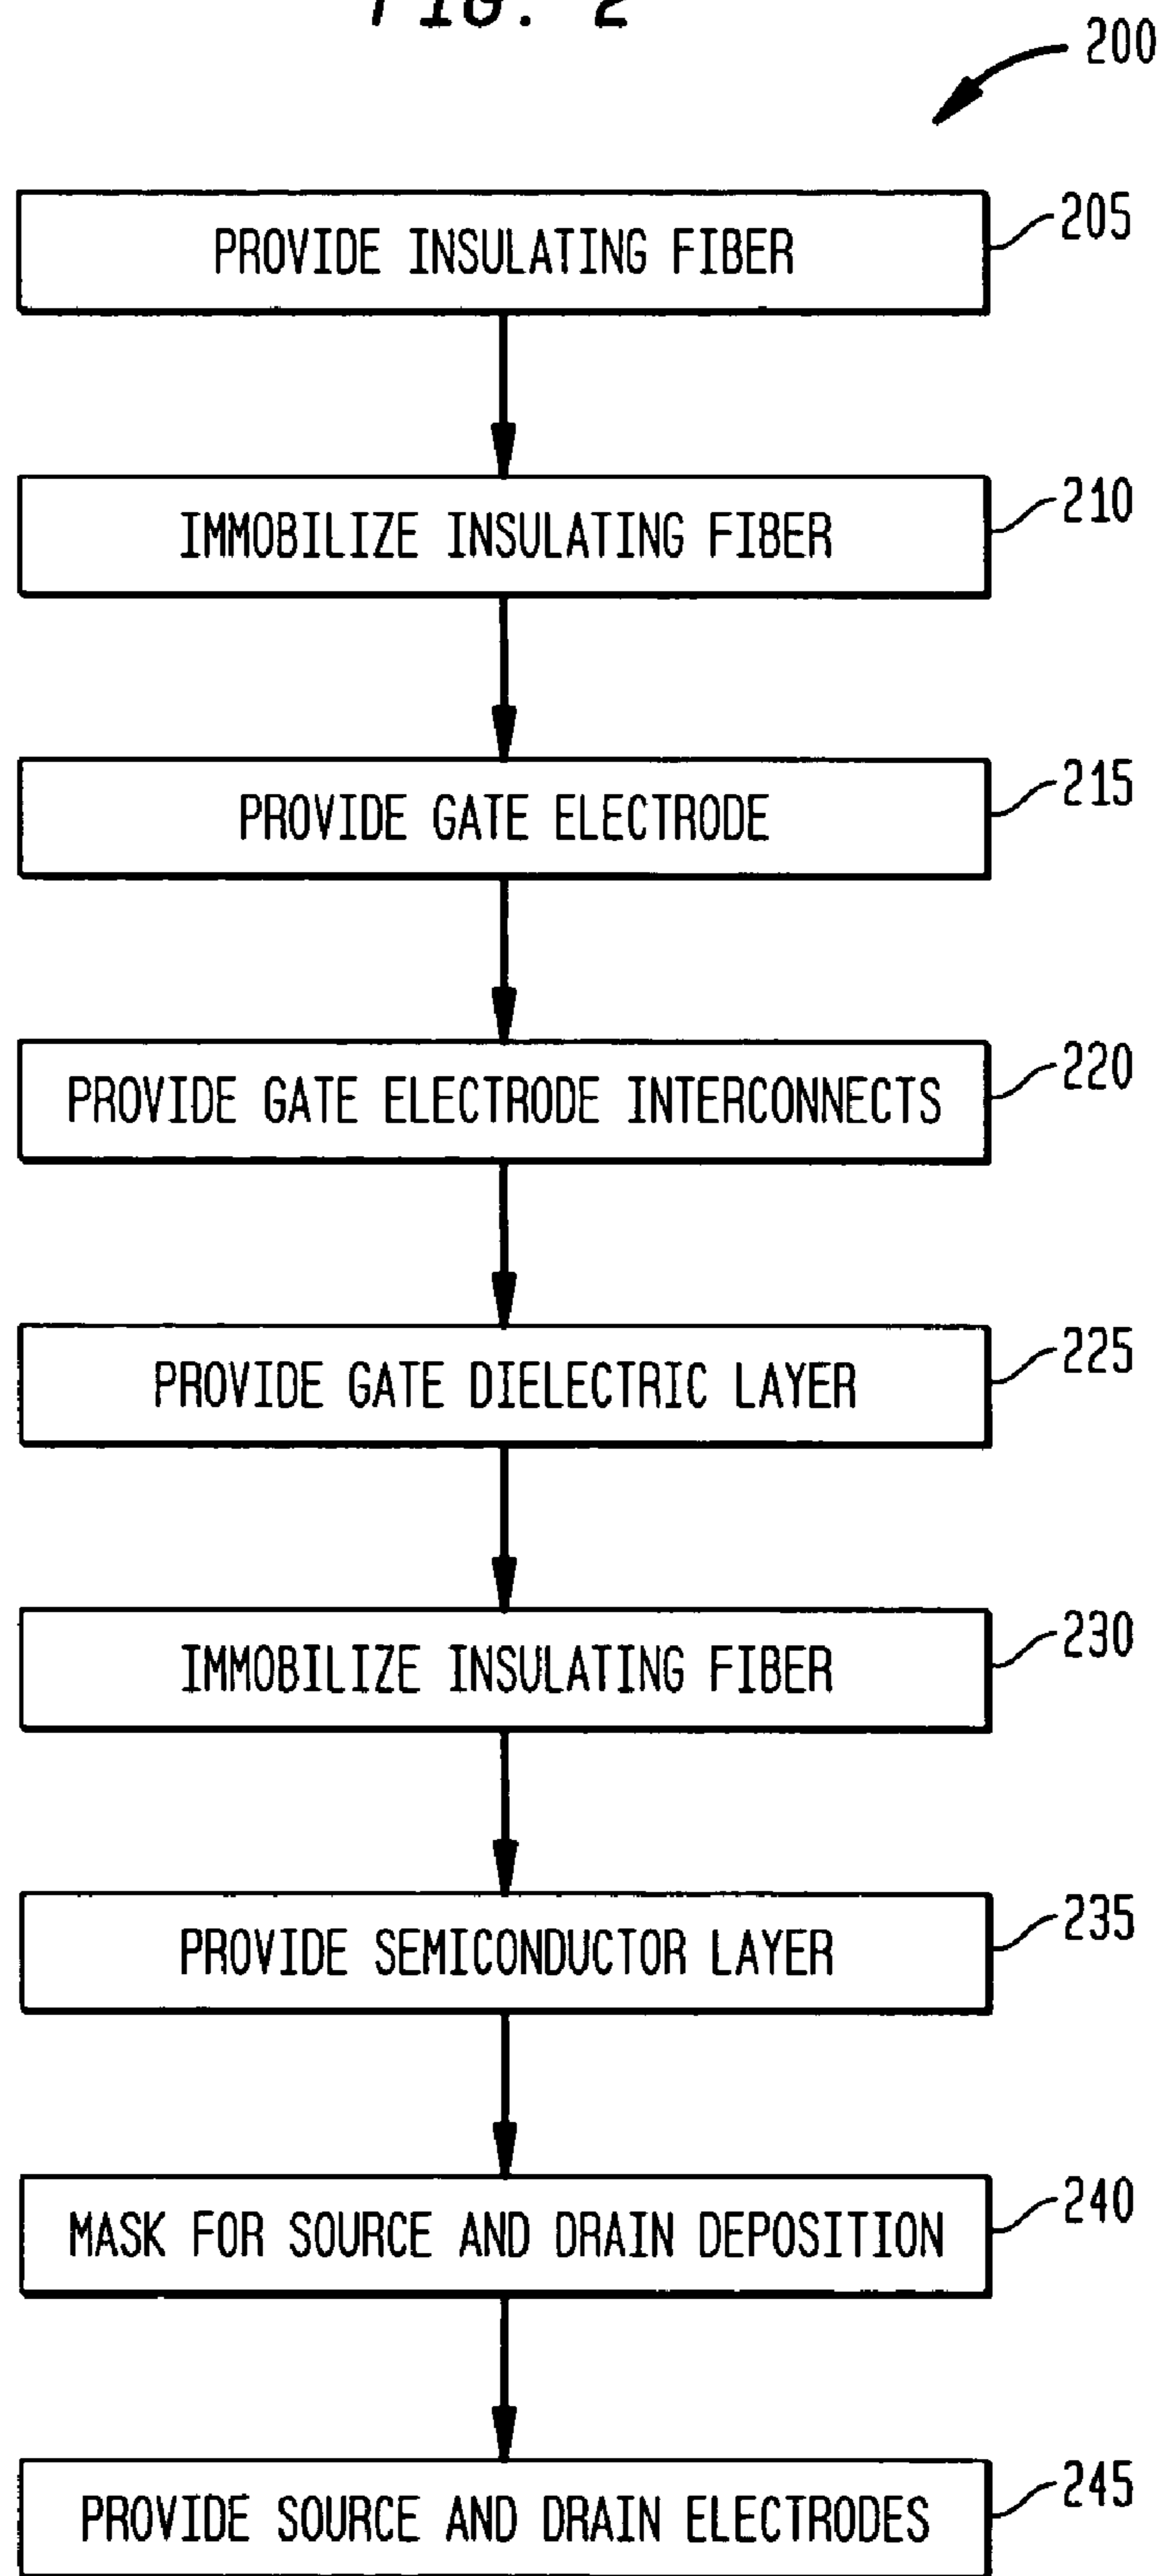 FIG. 2
200
PROVIDE INSULATING FIBER
205
IMMOBILIZE INSULATING FIBER
210
PROVIDE GATE ELECTRODE
215
PROVIDE GATE ELECTRODE INTERCONNECTS
220
PROVIDE GATE DIELECTRIC LAYER
225
IMMOBILIZE INSULATING FIBER
230
PROVIDE SEMICONDUCTOR LAYER
235
MASK FOR SOURCE AND DRAIN DEPOSITION
240
PROVIDE SOURCE AND DRAIN ELECTRODES
245